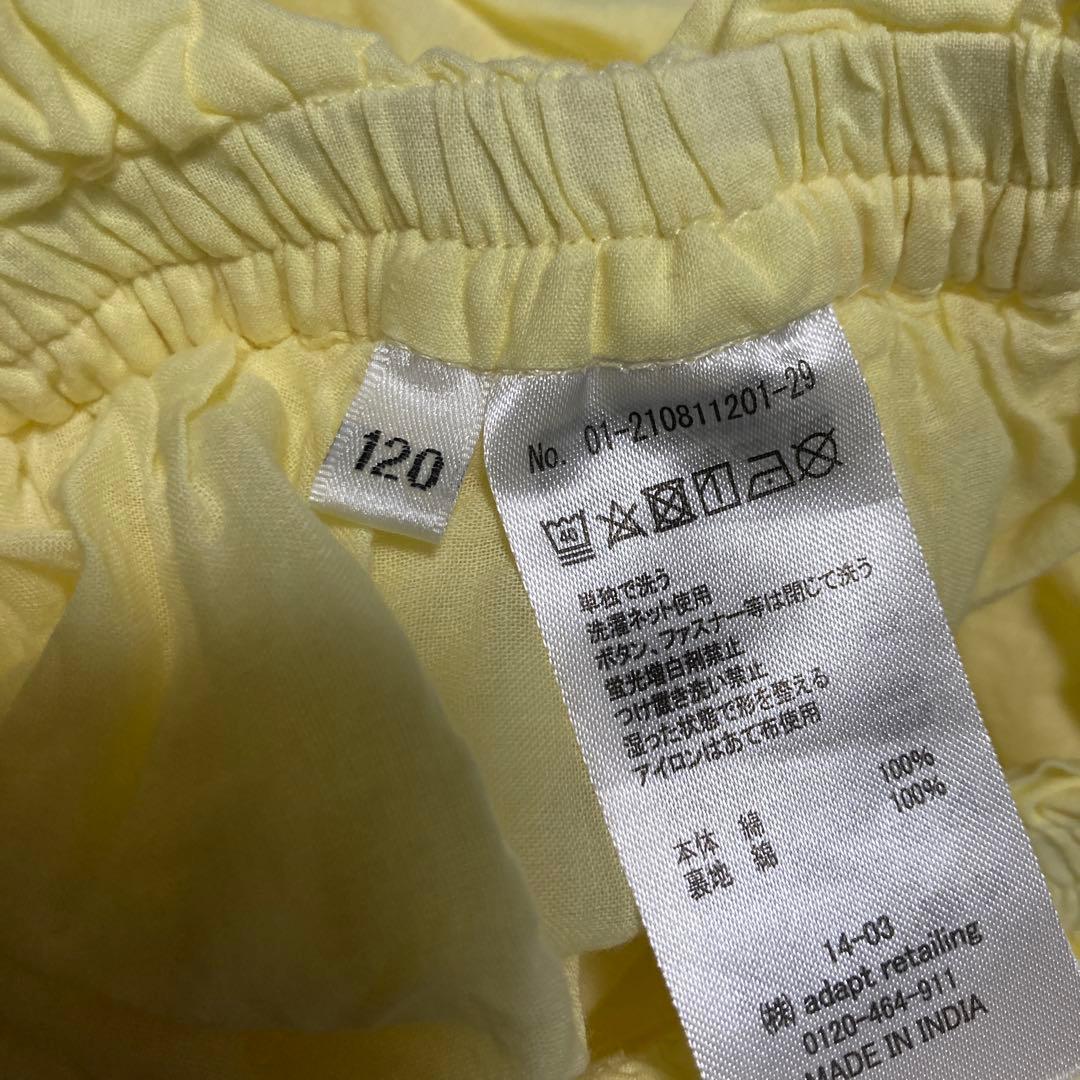 120
No. 01-210811201-29
40
単独で洗う
洗濯ネット使用
ボタン、ファスナー等は閉じて洗う
蛍光増白剤禁止
つけ置き洗い禁止
湿った状態で形を整える
アイロンはあて布使用
本体 綿 100%
裏地 綿 100%
14-03
(株) adapt retailing
0120-464-911
MADE IN INDIA